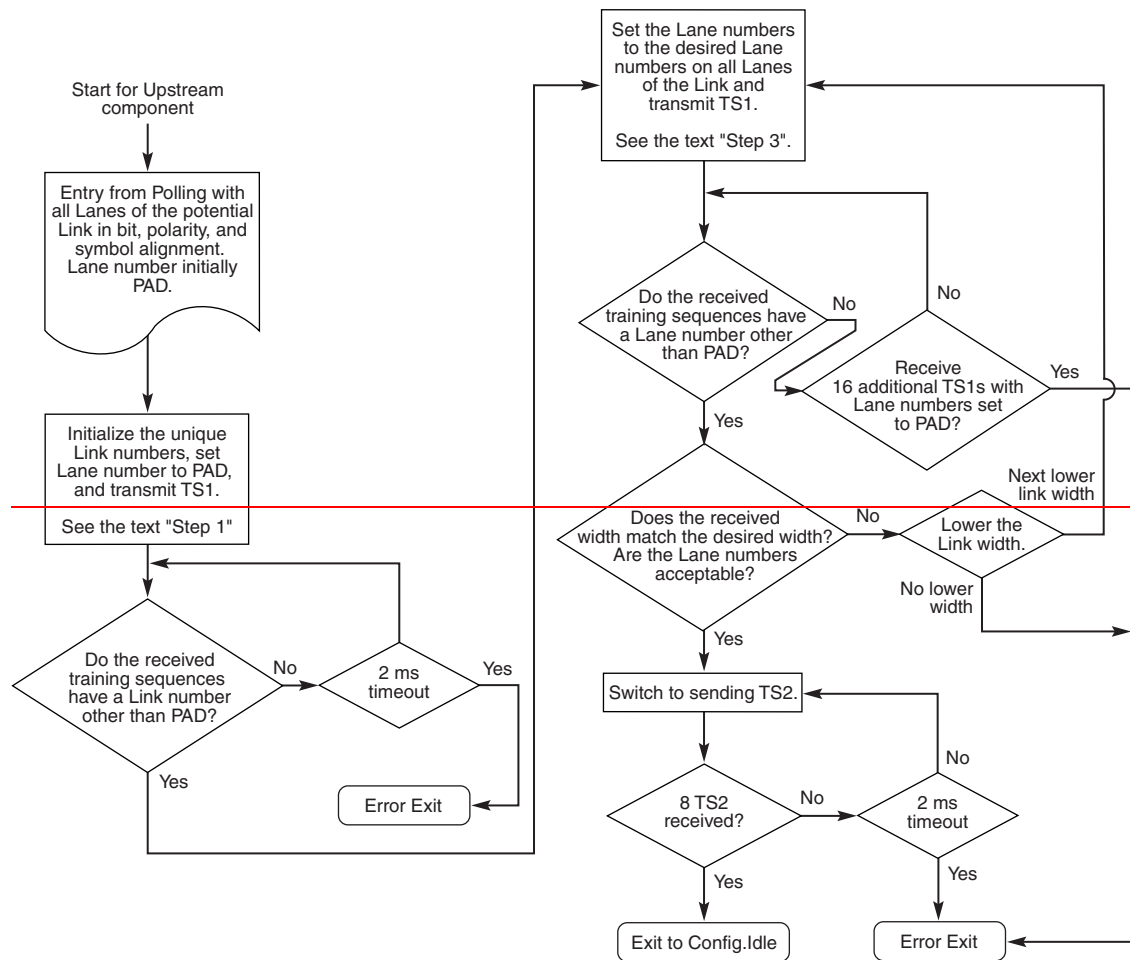 Start for Upstream
component
Entry from Polling with
all Lanes of the potential
Link in bit, polarity, and
symbol alignment.
Lane number initially
PAD.
Initialize the unique
Link numbers, set
Lane number to PAD,
and transmit TS1.
See the text "Step 1"
Do the received
training sequences
have a Link number
other than PAD?
No
2 ms
timeout
Yes
Yes
Error Exit
Set the Lane numbers
to the desired Lane
numbers on all Lanes
of the Link and
transmit TS1.
See the text "Step 3".
Do the received
training sequences have
a Lane number other
than PAD?
No
No
Receive
16 additional TS1s with
Lane numbers set
to PAD?
Yes
Yes
Does the received
width match the desired width?
Are the Lane numbers
acceptable?
No
Next lower
link width
Lower the
Link width.
No lower
width
Yes
Switch to sending TS2.
No
8 TS2
received?
No
2 ms
timeout
Yes
Yes
Exit to Config.Idle
Error Exit